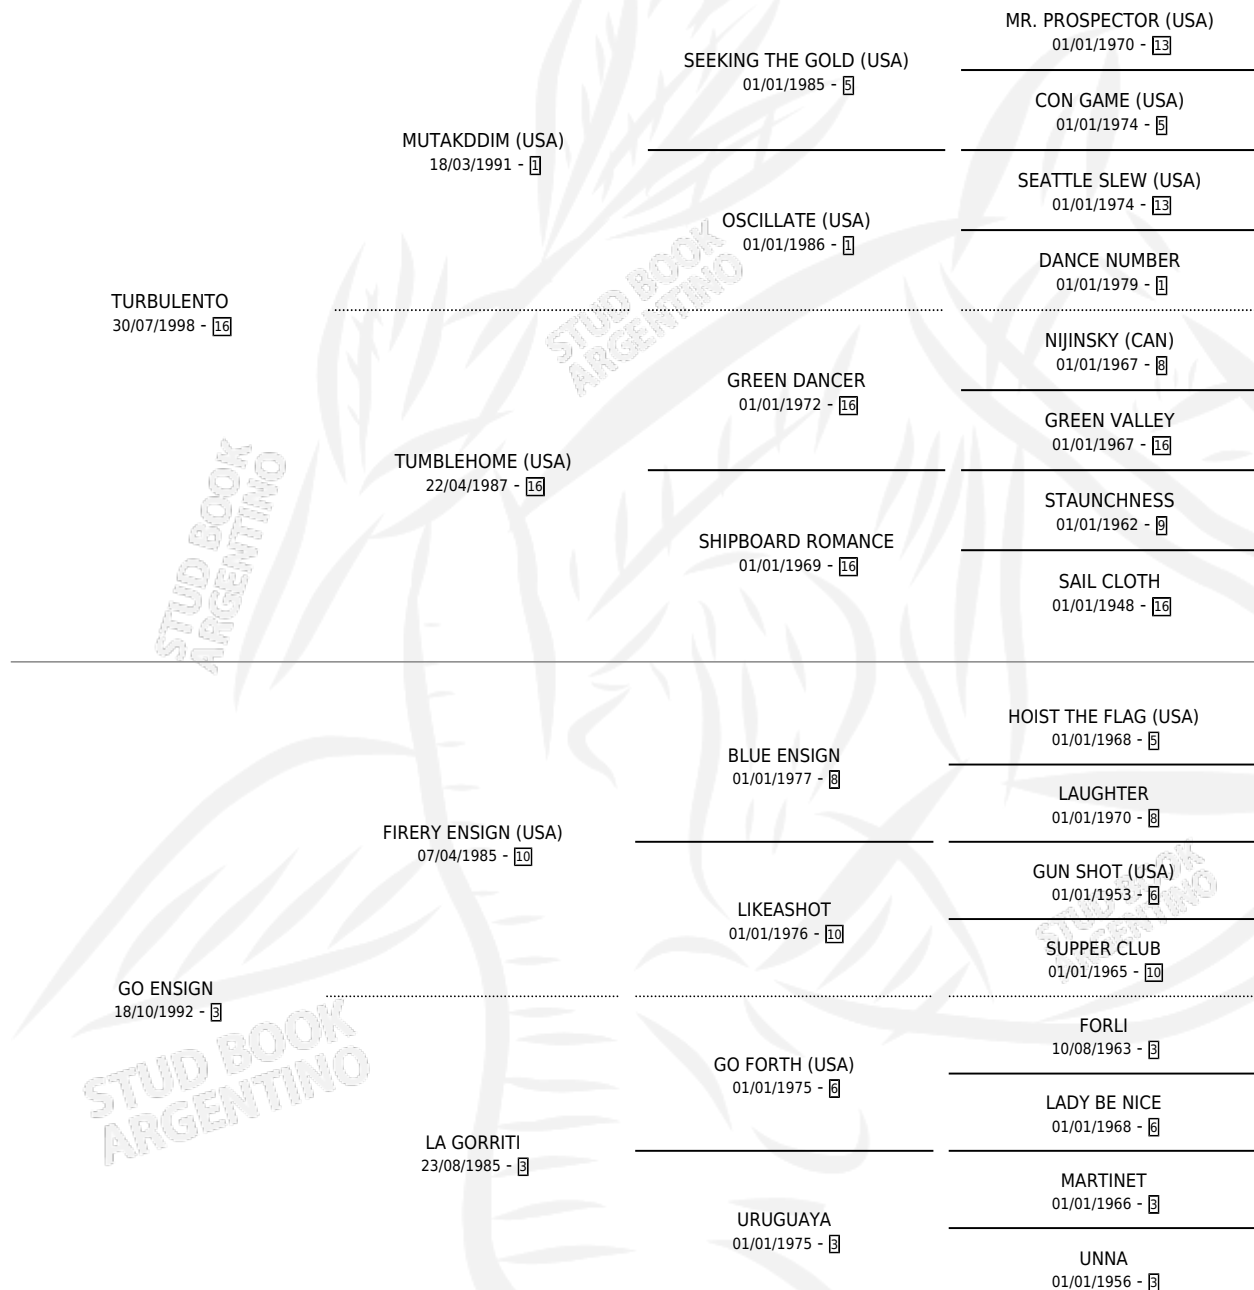 MR. PROSPECTOR (USA)
01/01/1970 - 13
SEEKING THE GOLD (USA)
01/01/1985 - 5
CON GAME (USA)
01/01/1974 - 5
MUTAKDDIM (USA)
18/03/1991 - 1
SEATTLE SLEW (USA)
01/01/1974 - 13
OSCILLATE (USA)
01/01/1986 - 1
DANCE NUMBER
01/01/1979 - 1
TURBULENTO
30/07/1998 - 16
NIJINSKY (CAN)
01/01/1967 - 8
GREEN DANCER
01/01/1972 - 16
GREEN VALLEY
01/01/1967 - 16
TUMBLEHOME (USA)
22/04/1987 - 16
STAUNCHNESS
01/01/1962 - 9
SHIPBOARD ROMANCE
01/01/1969 - 16
SAIL CLOTH
01/01/1948 - 16
STUD BOOK
ARGENTINO
STUD BOOK
ARGENTINO
HOIST THE FLAG (USA)
01/01/1968 - 5
BLUE ENSIGN
01/01/1977 - 8
LAUGHTER
01/01/1970 - 8
FIRERY ENSIGN (USA)
07/04/1985 - 10
GUN SHOT (USA)
01/01/1953 - 6
LIKEASHOT
01/01/1976 - 10
SUPPER CLUB
01/01/1965 - 10
GO ENSIGN
18/10/1992 - 3
FORLI
10/08/1963 - 3
GO FORTH (USA)
01/01/1975 - 6
LADY BE NICE
01/01/1968 - 6
LA GORRITI
23/08/1985 - 3
MARTINET
01/01/1966 - 3
URUGUAYA
01/01/1975 - 3
UNNA
01/01/1956 - 3
STUD BOOK
ARGENTINO
STUD BOOK
ARGENTINO